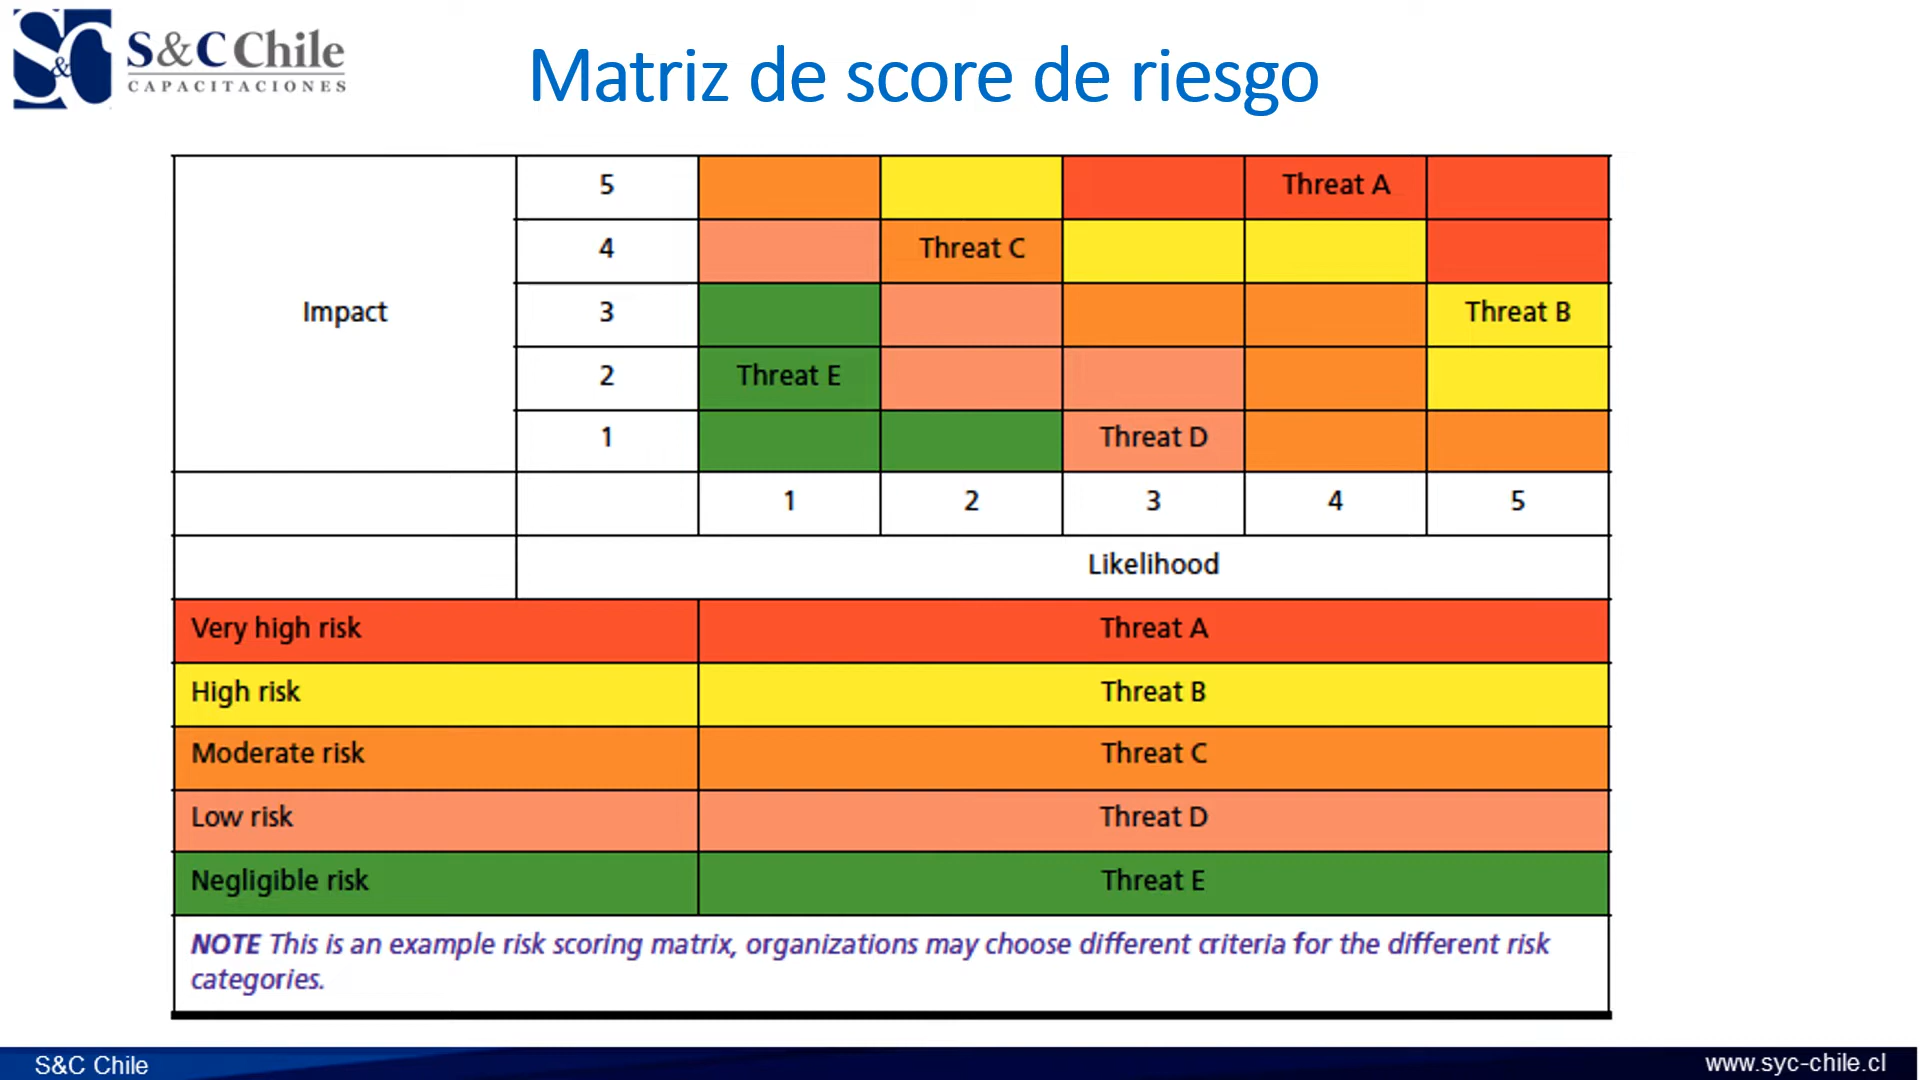 S&C Chile
CAPACITACIONES
Matriz de score de riesgo
5 Threat A
4 Threat C
Impact 3 Threat B
2 Threat E
1 Threat D
1 2 3 4 5
Likelihood
Very high risk Threat A
High risk Threat B
Moderate risk Threat C
Low risk Threat D
Negligible risk Threat E
NOTE This is an example risk scoring matrix, organizations may choose different criteria for the different risk
categories.
S&C Chile
www.syc-chile.cl